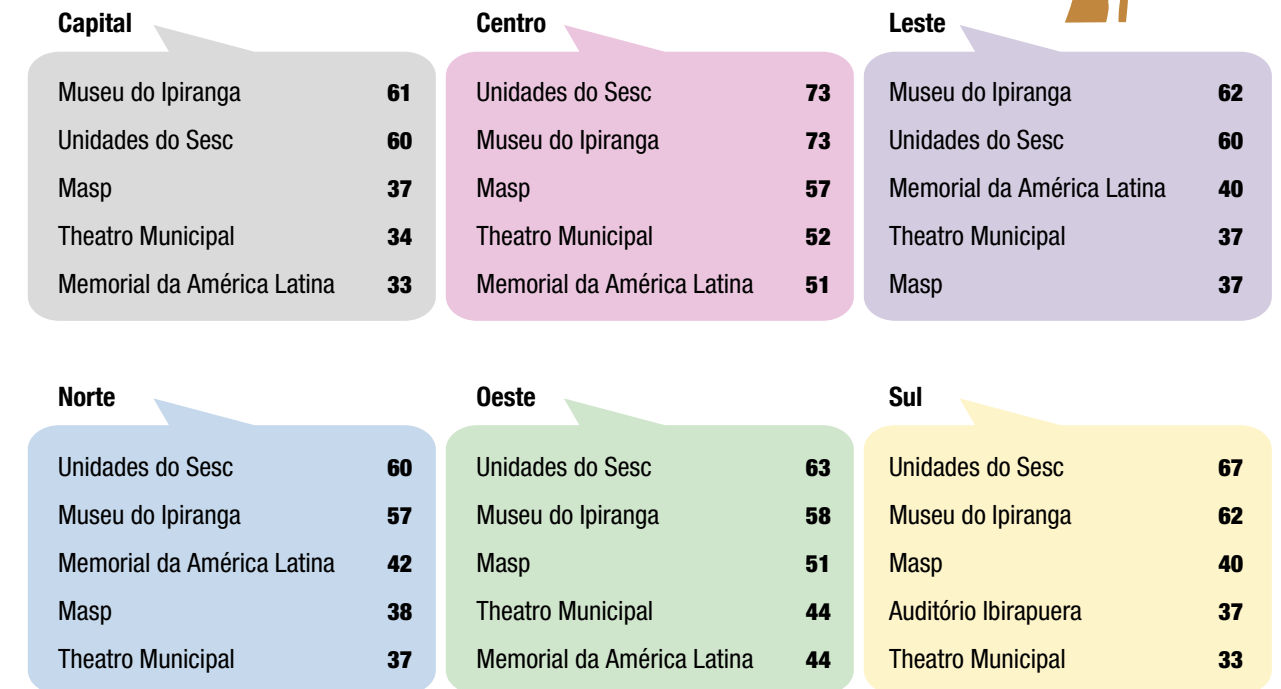 Capital
Museu do Ipiranga 61
Unidades do Sesc 60
Masp 37
Theatro Municipal 34
Memorial da América Latina 33
Centro
Unidades do Sesc 73
Museu do Ipiranga 73
Masp 57
Theatro Municipal 52
Memorial da América Latina 51
Leste
Museu do Ipiranga 62
Unidades do Sesc 60
Memorial da América Latina 40
Theatro Municipal 37
Masp 37
Norte
Unidades do Sesc 60
Museu do Ipiranga 57
Memorial da América Latina 42
Masp 38
Theatro Municipal 37
Oeste
Unidades do Sesc 63
Museu do Ipiranga 58
Masp 51
Theatro Municipal 44
Memorial da América Latina 44
Sul
Unidades do Sesc 67
Museu do Ipiranga 62
Masp 40
Auditório Ibirapuera 37
Theatro Municipal 33